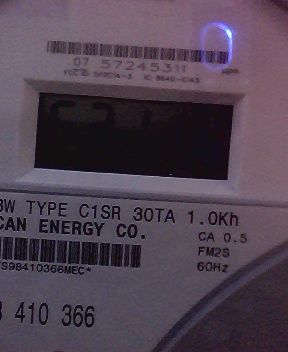 07 57245311
3W TYPE C1SR 30TA 1.0Kh
CAN ENERGY CO.
CA 0.5
FM2S
60Hz
S98410366MEC*
410 366